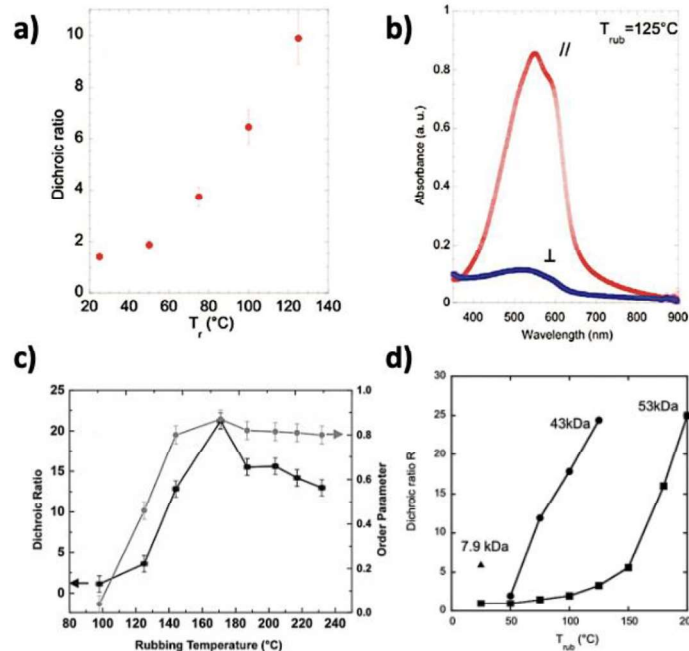 a)
Dichroic ratio
10
8
6
4
2
0
20 40 60 80 100 120 140
T_r (°C)
b)
T_rub=125°C
//
⊥
Absorbance (a. u.)
1
0.8
0.6
0.4
0.2
0
400 500 600 700 800 900
Wavelength (nm)
c)
Dichroic Ratio
25
20
15
10
5
0
1.0
0.8
0.6
0.4
0.2
0.0
Order Parameter
80 100 120 140 160 180 200 220 240
Rubbing Temperature (°C)
d)
Dichroic ratio R
30
25
20
15
10
5
0
43kDa
53kDa
7.9 kDa
0 50 100 150 200
T_rub (°C)